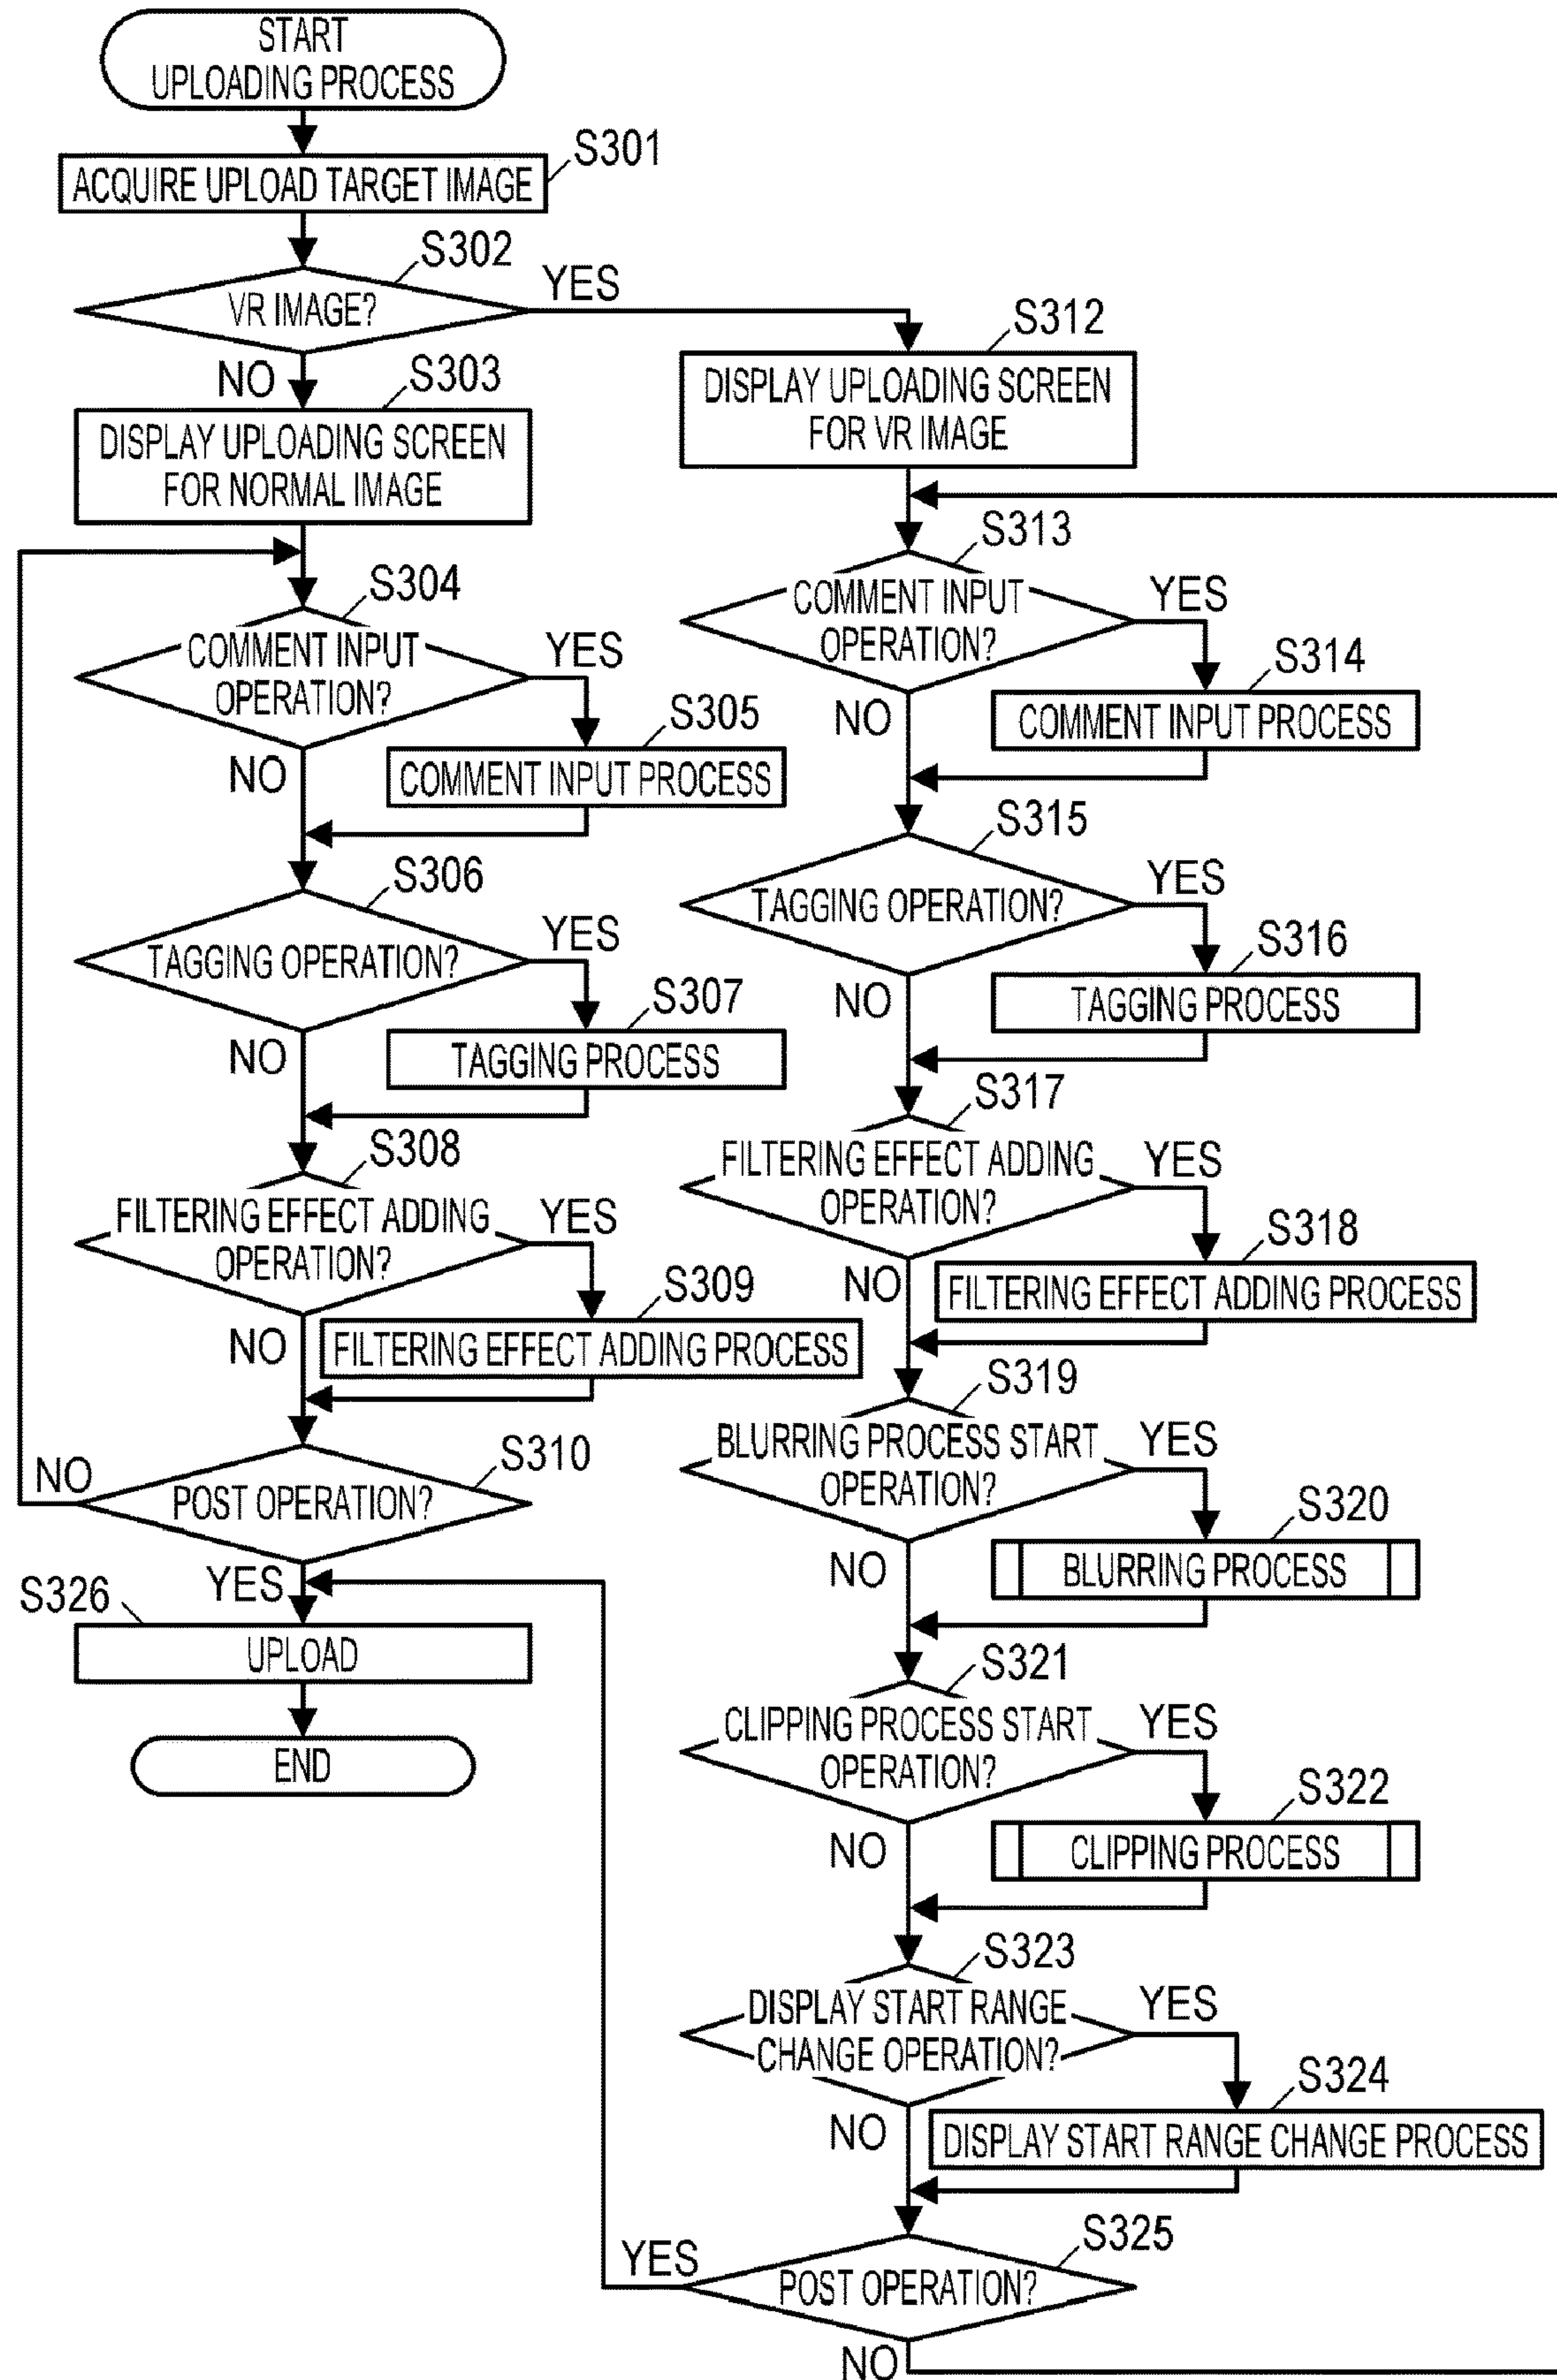 START
UPLOADING PROCESS
S301
ACQUIRE UPLOAD TARGET IMAGE
S302
VR IMAGE?
YES
NO
S303
DISPLAY UPLOADING SCREEN
FOR NORMAL IMAGE
S304
COMMENT INPUT
OPERATION?
YES
NO
S305
COMMENT INPUT PROCESS
S306
TAGGING OPERATION?
YES
NO
S307
TAGGING PROCESS
S308
FILTERING EFFECT ADDING
OPERATION?
YES
NO
S309
FILTERING EFFECT ADDING PROCESS
S310
POST OPERATION?
NO
YES
S326
UPLOAD
END
S312
DISPLAY UPLOADING SCREEN
FOR VR IMAGE
S313
COMMENT INPUT
OPERATION?
YES
NO
S314
COMMENT INPUT PROCESS
S315
TAGGING OPERATION?
YES
NO
S316
TAGGING PROCESS
S317
FILTERING EFFECT ADDING
OPERATION?
YES
NO
S318
FILTERING EFFECT ADDING PROCESS
S319
BLURRING PROCESS START
OPERATION?
YES
NO
S320
BLURRING PROCESS
S321
CLIPPING PROCESS START
OPERATION?
YES
NO
S322
CLIPPING PROCESS
S323
DISPLAY START RANGE
CHANGE OPERATION?
YES
NO
S324
DISPLAY START RANGE CHANGE PROCESS
S325
POST OPERATION?
YES
NO